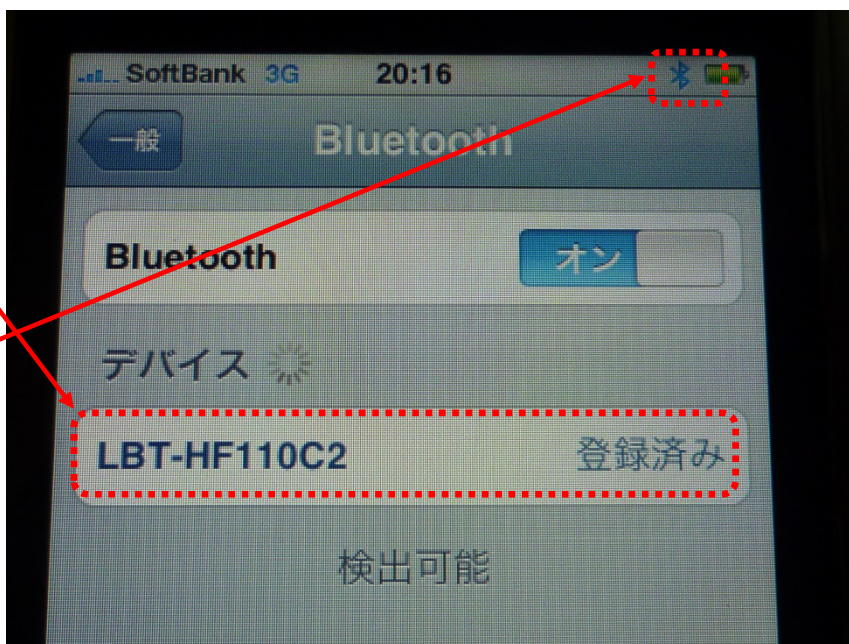 SoftBank 3G 20:16
一般 Bluetooth
Bluetooth オン
デバイス
LBT-HF110C2 登録済み
検出可能